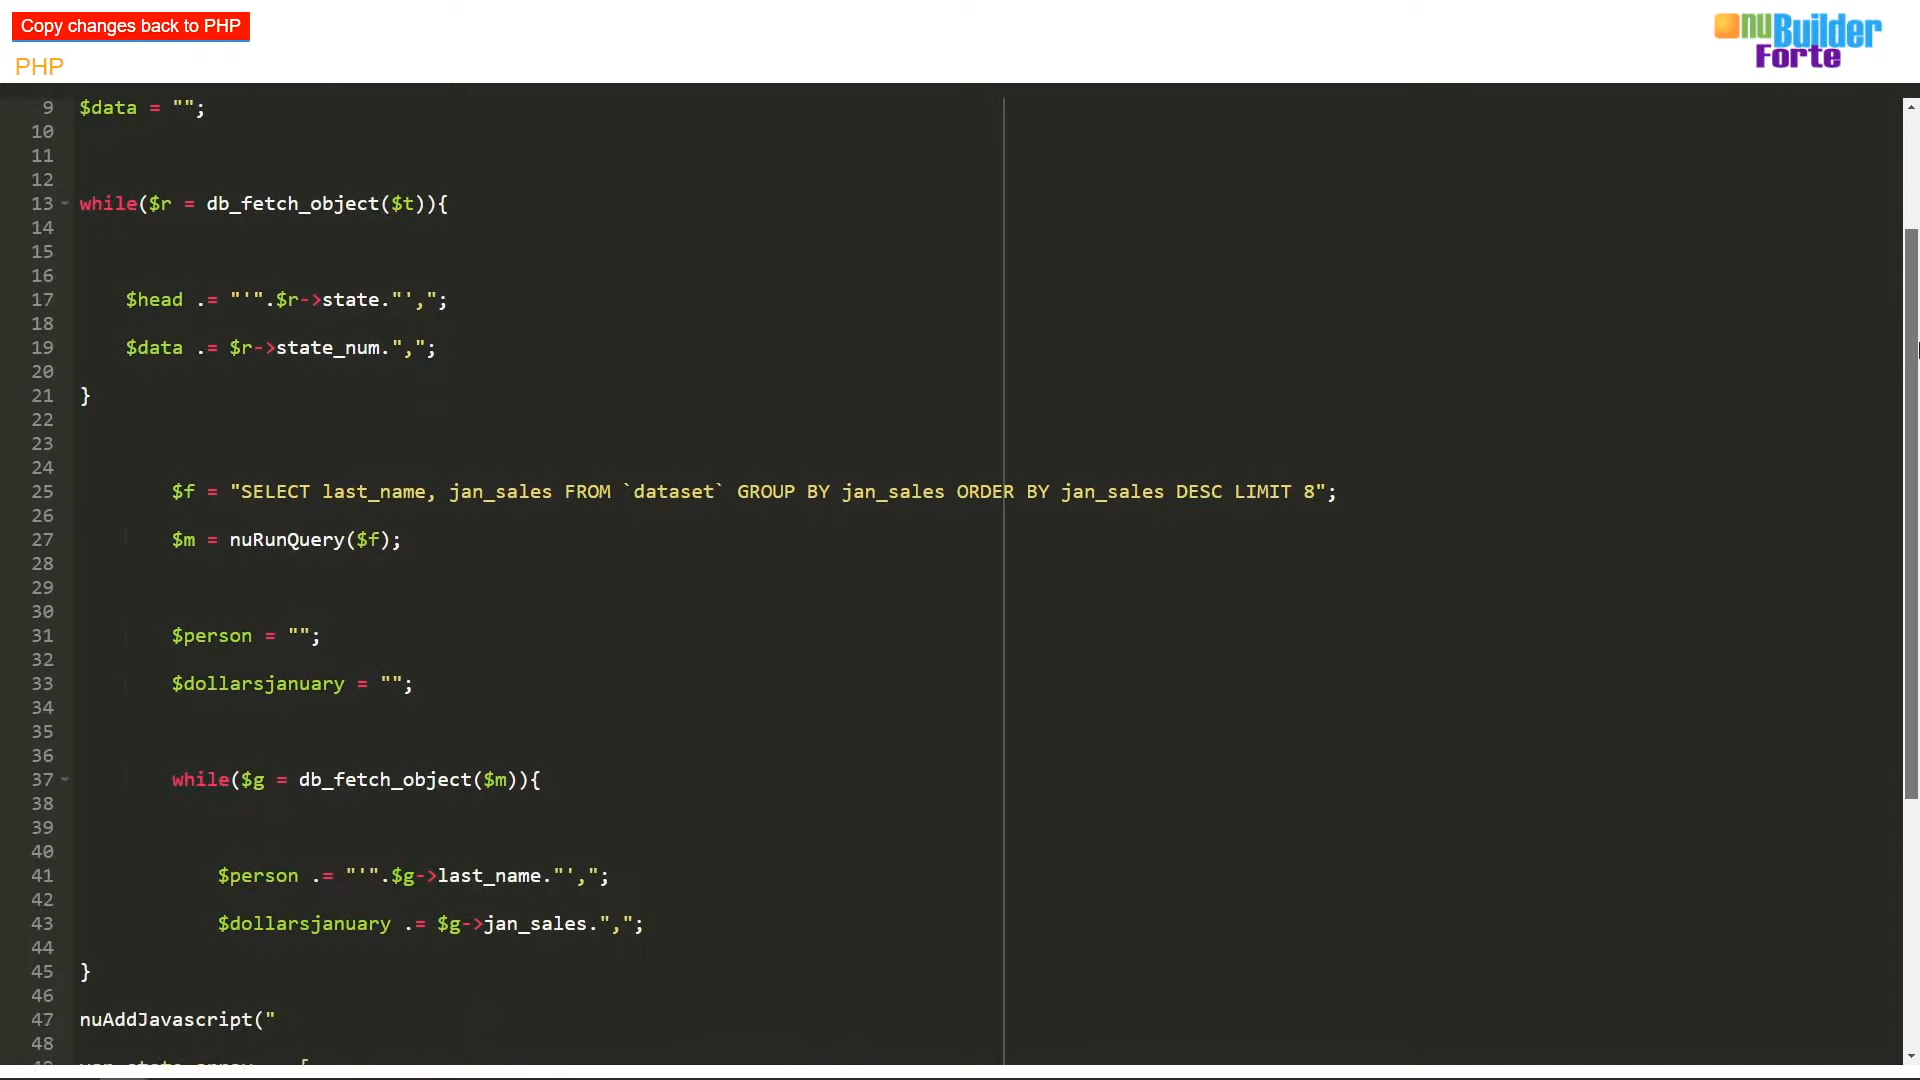 Copy changes back to PHP
nuBuilder
Forte
PHP
9 $data = "";
10
11
12
13 while($r = db_fetch_object($t)){
14
15
16
17 $head .= "'".$r->state."',";
18
19 $data .= $r->state_num.",";
20
21 }
22
23
24
25 $f = "SELECT last_name, jan_sales FROM `dataset` GROUP BY jan_sales ORDER BY jan_sales DESC LIMIT 8";
26
27 $m = nuRunQuery($f);
28
29
30
31 $person = "";
32
33 $dollarsjanuary = "";
34
35
36
37 while($g = db_fetch_object($m)){
38
39
40
41 $person .= "'".$g->last_name."',";
42
43 $dollarsjanuary .= $g->jan_sales.",";
44
45 }
46
47 nuAddJavascript("
48